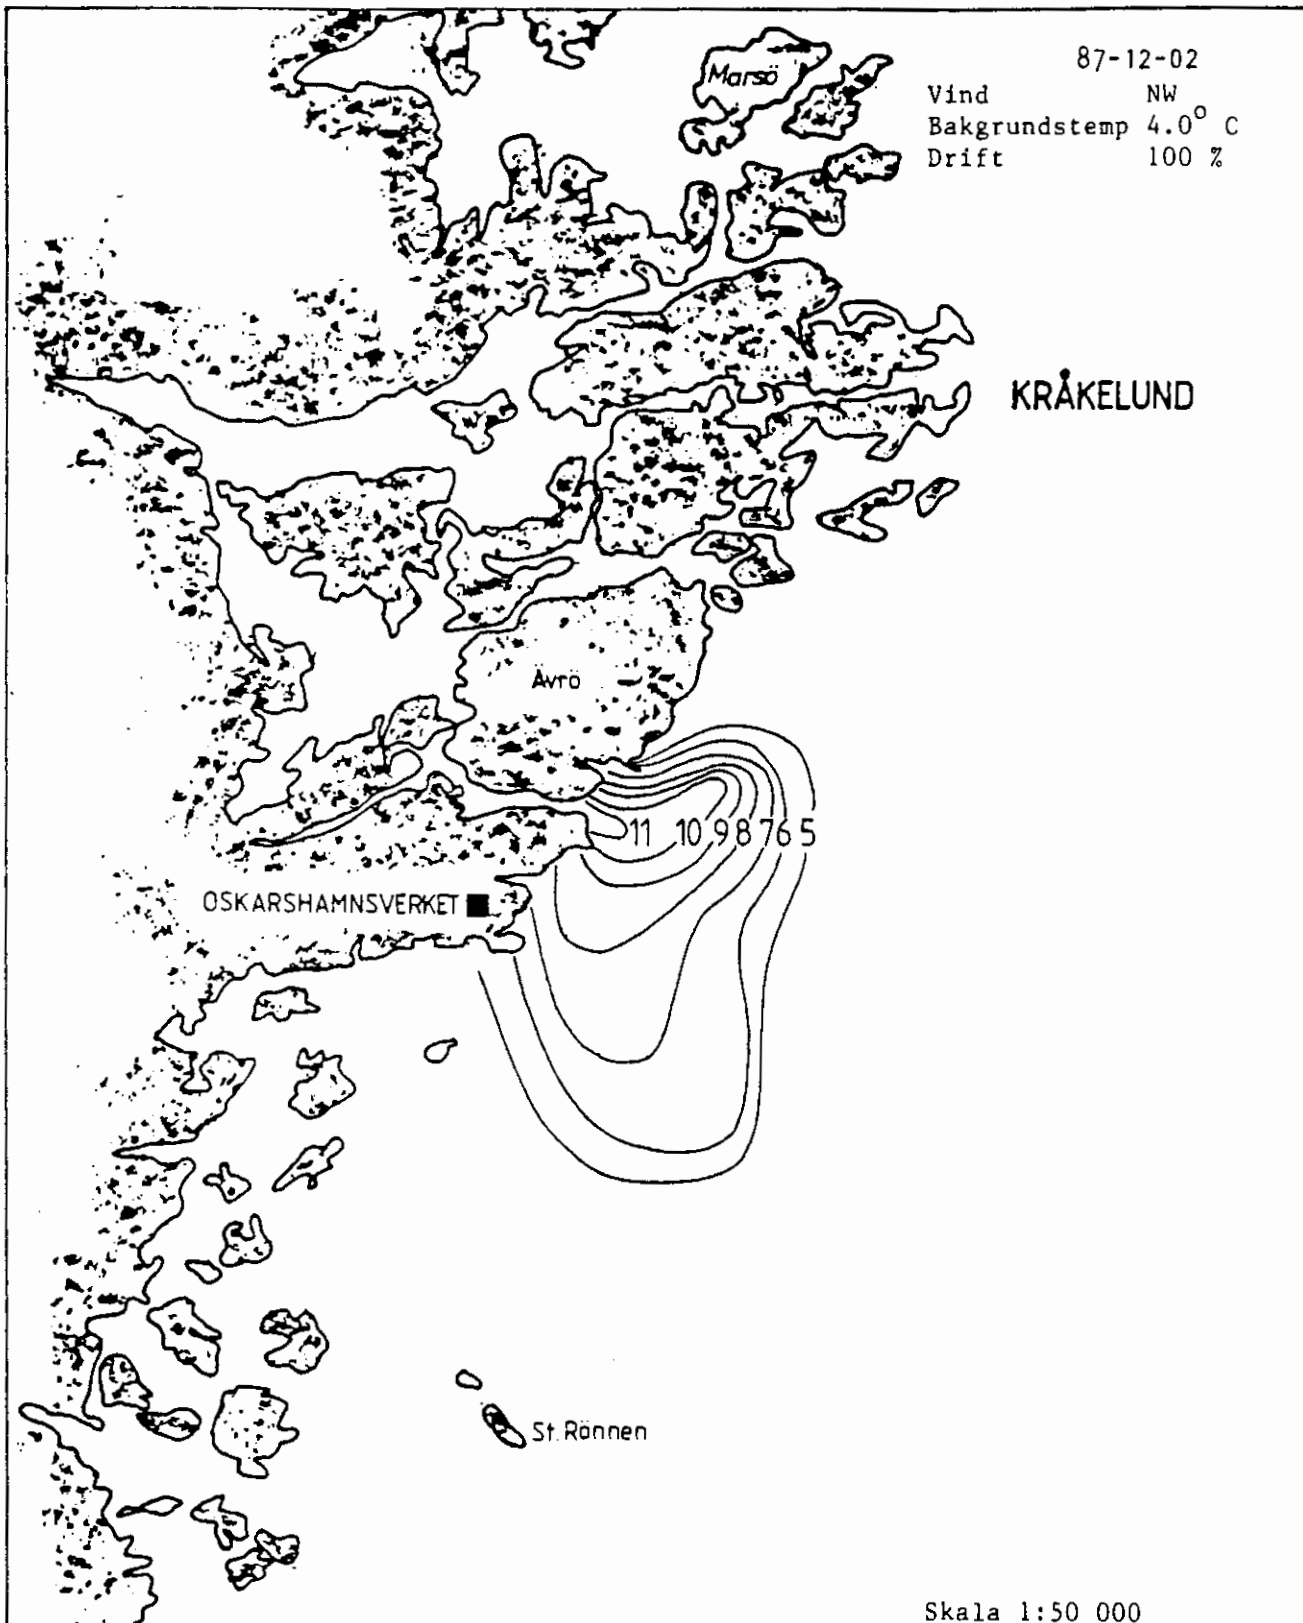 87-12-02
Marsö
Vind NW
Bakgrundstemp 4.0° C
Drift 100 %
KRÅKELUND
Ävrö
11 10 9 8 7 6 5
OSKARSHAMNSVERKET
St. Rönnen
Skala 1:50 000